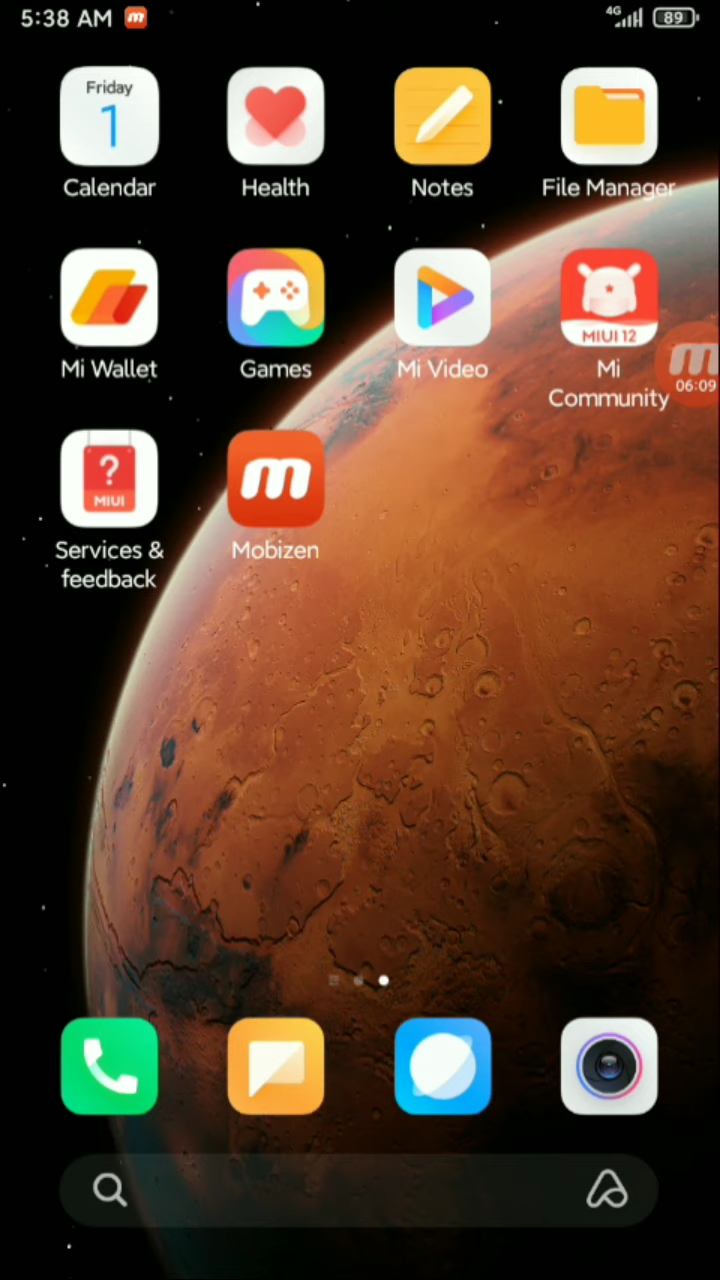 5:38 AM
4G
89
Friday
1
Calendar
Health
Notes
File Manager
MIUI 12
Mi Wallet
Games
Mi Video
Mi
Community
06:09
?
MIUI
Services &
feedback
m
Mobizen